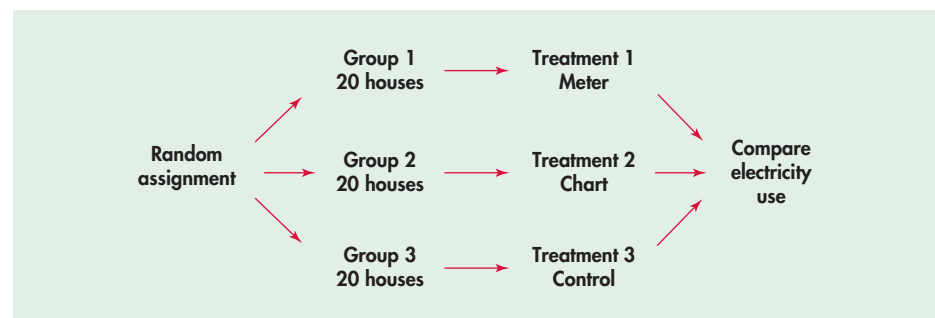 Group 1
20 houses
Treatment 1
Meter
Random
assignment
Group 2
20 houses
Treatment 2
Chart
Compare
electricity
use
Group 3
20 houses
Treatment 3
Control